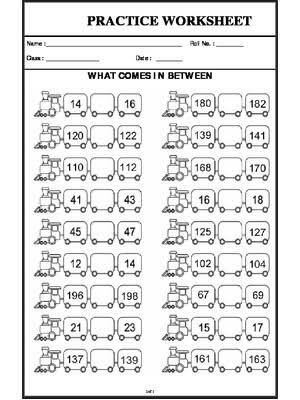 PRACTICE WORKSHEET
Name : Roll No. :
Class : Date :
WHAT COMES IN BETWEEN
14 16 180 182
120 122 139 141
110 112 168 170
41 43 16 18
45 47 125 127
12 14 102 104
196 198 67 69
21 23 15 17
137 139 161 163